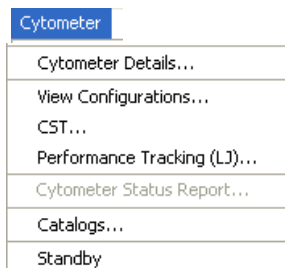 Cytometer
Cytometer Details...
View Configurations...
CST...
Performance Tracking (LJ)...
Cytometer Status Report...
Catalogs...
Standby